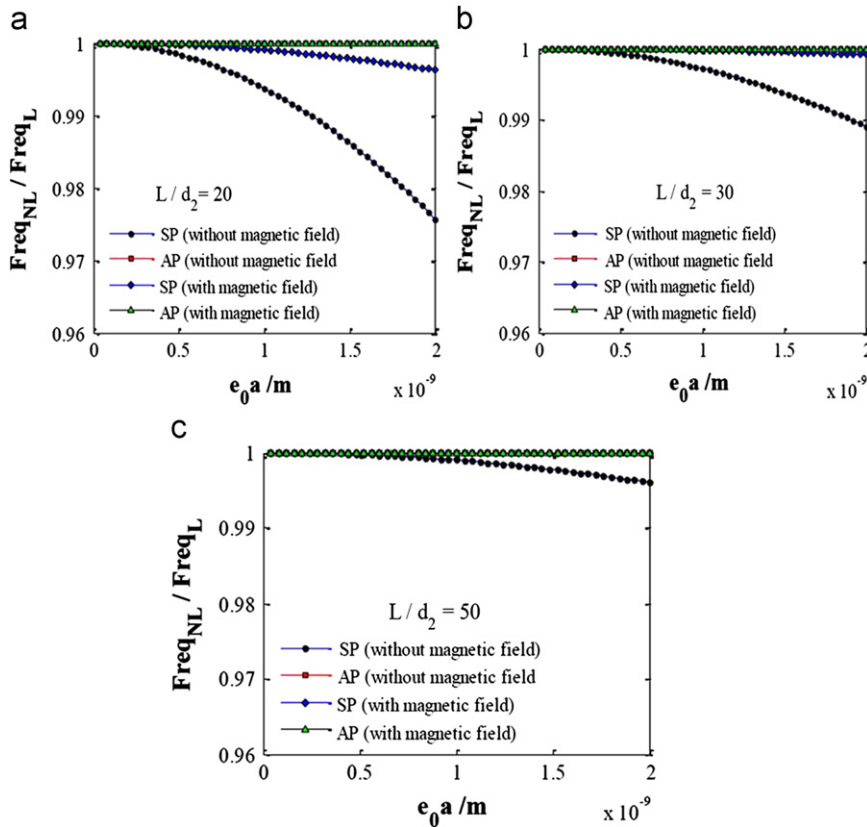 a
Freq_NL / Freq_L
1
0.99
0.98
0.97
0.96
L / d_2 = 20
SP (without magnetic field)
AP (without magnetic field
SP (with magnetic field)
AP (with magnetic field)
0 0.5 1 1.5 2
e_0a /m
x 10^-9
b
Freq_NL / Freq_L
1
0.99
0.98
0.97
0.96
L / d_2 = 30
SP (without magnetic field)
AP (without magnetic field
SP (with magnetic field)
AP (with magnetic field)
0 0.5 1 1.5 2
e_0a /m
x 10^-9
c
Freq_NL / Freq_L
1
0.99
0.98
0.97
0.96
L / d_2 = 50
SP (without magnetic field)
AP (without magnetic field
SP (with magnetic field)
AP (with magnetic field)
0 0.5 1 1.5 2
e_0a /m
x 10^-9